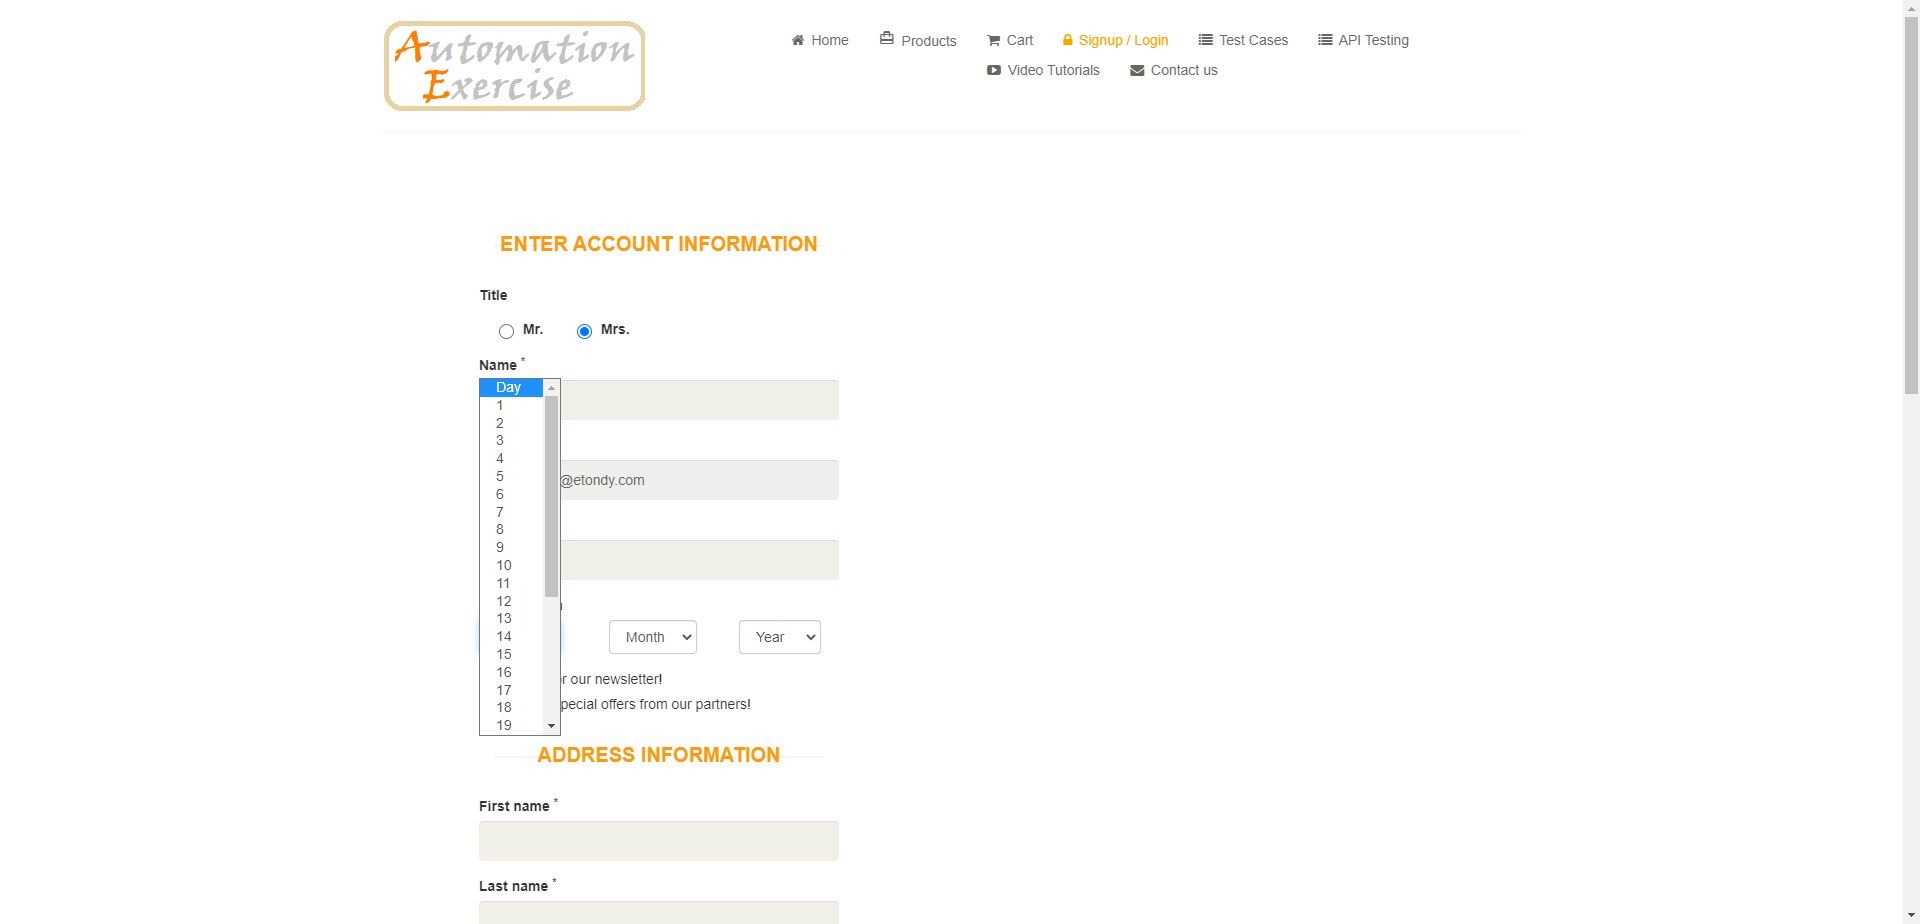 Automation
Exercise
Home
Products
Cart
Signup / Login
Test Cases
API Testing
Video Tutorials
Contact us
ENTER ACCOUNT INFORMATION
Title
Mr.
Mrs.
Name *
Day
1
2
3
4
5
6
7
8
9
10
11
12
13
14
15
16
17
18
19
@etondy.com
Month
Year
our newsletter!
pecial offers from our partners!
ADDRESS INFORMATION
First name *
Last name *